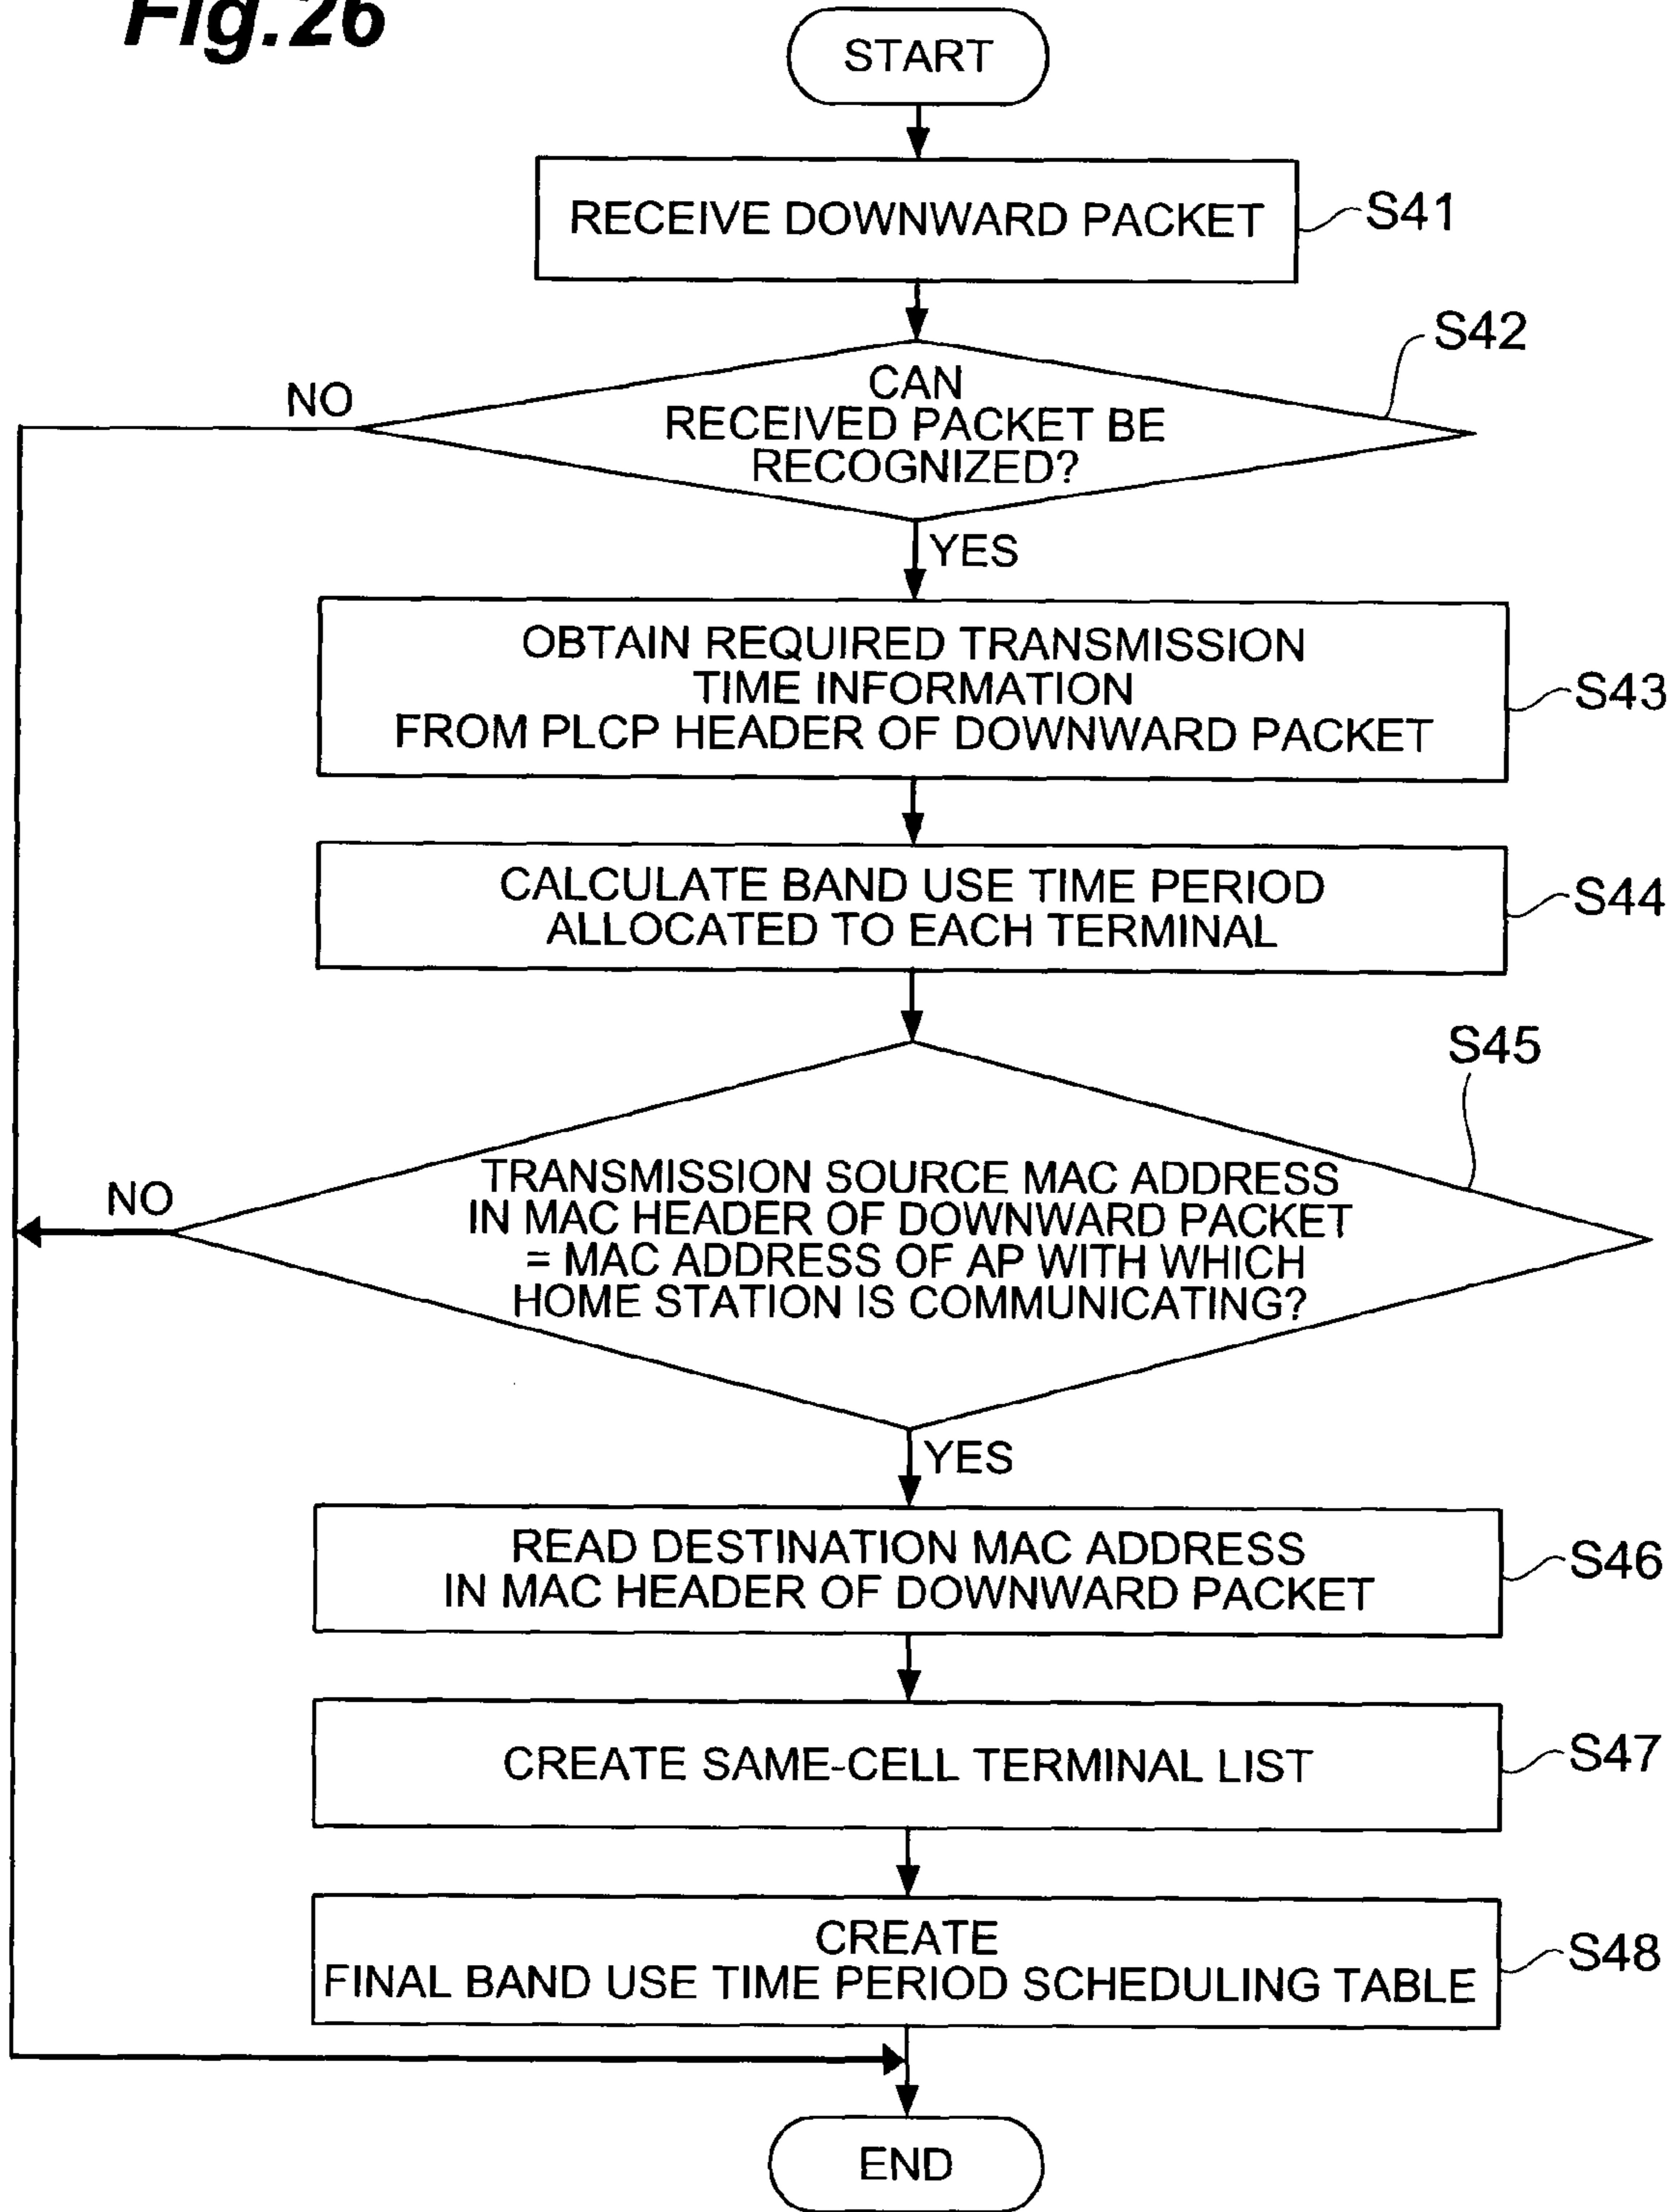 Fig.26
START
RECEIVE DOWNWARD PACKET
S41
S42
CAN
RECEIVED PACKET BE
RECOGNIZED?
NO
YES
OBTAIN REQUIRED TRANSMISSION
TIME INFORMATION
FROM PLCP HEADER OF DOWNWARD PACKET
S43
CALCULATE BAND USE TIME PERIOD
ALLOCATED TO EACH TERMINAL
S44
S45
TRANSMISSION SOURCE MAC ADDRESS
IN MAC HEADER OF DOWNWARD PACKET
= MAC ADDRESS OF AP WITH WHICH
HOME STATION IS COMMUNICATING?
NO
YES
READ DESTINATION MAC ADDRESS
IN MAC HEADER OF DOWNWARD PACKET
S46
CREATE SAME-CELL TERMINAL LIST
S47
CREATE
FINAL BAND USE TIME PERIOD SCHEDULING TABLE
S48
END